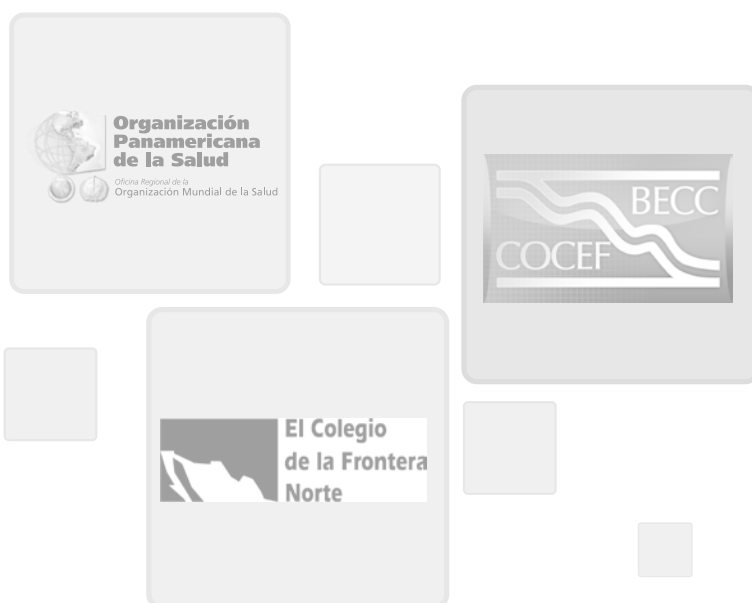 Organización
Panamericana
de la Salud
Oficina Regional de la
Organización Mundial de la Salud
BECC
COCEF
El Colegio
de la Frontera
Norte